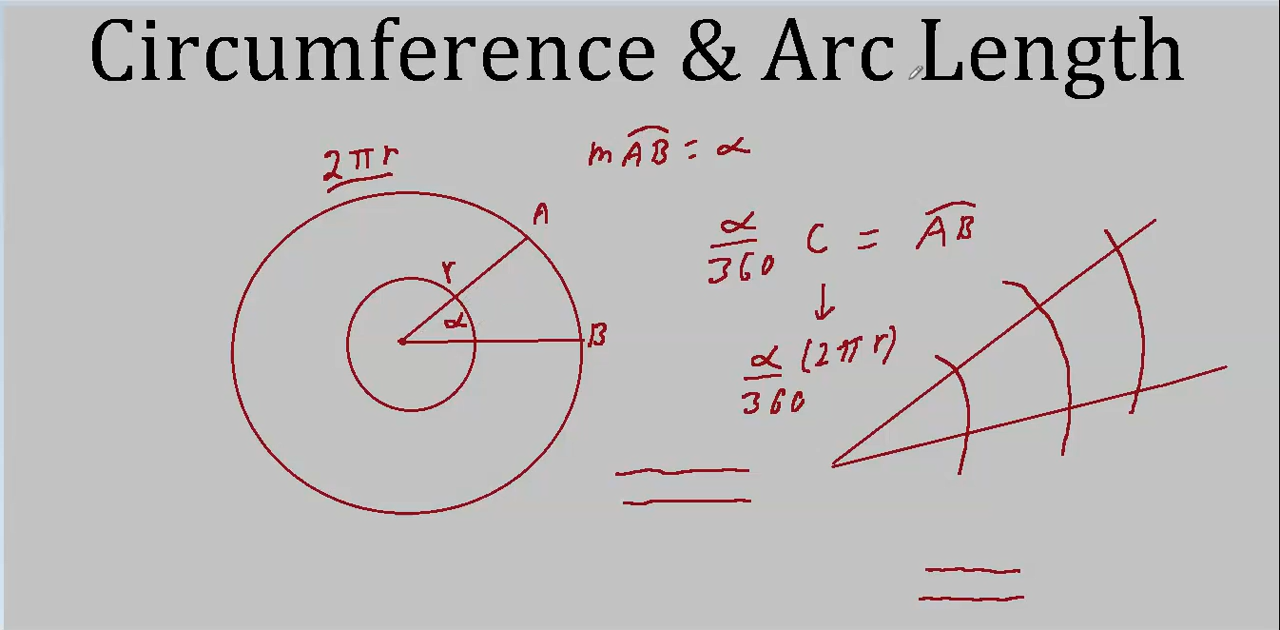 Circumference & Arc Length
2πr
mAB = α
A
α/360 C = AB
r
α
B
α/360 (2πr)